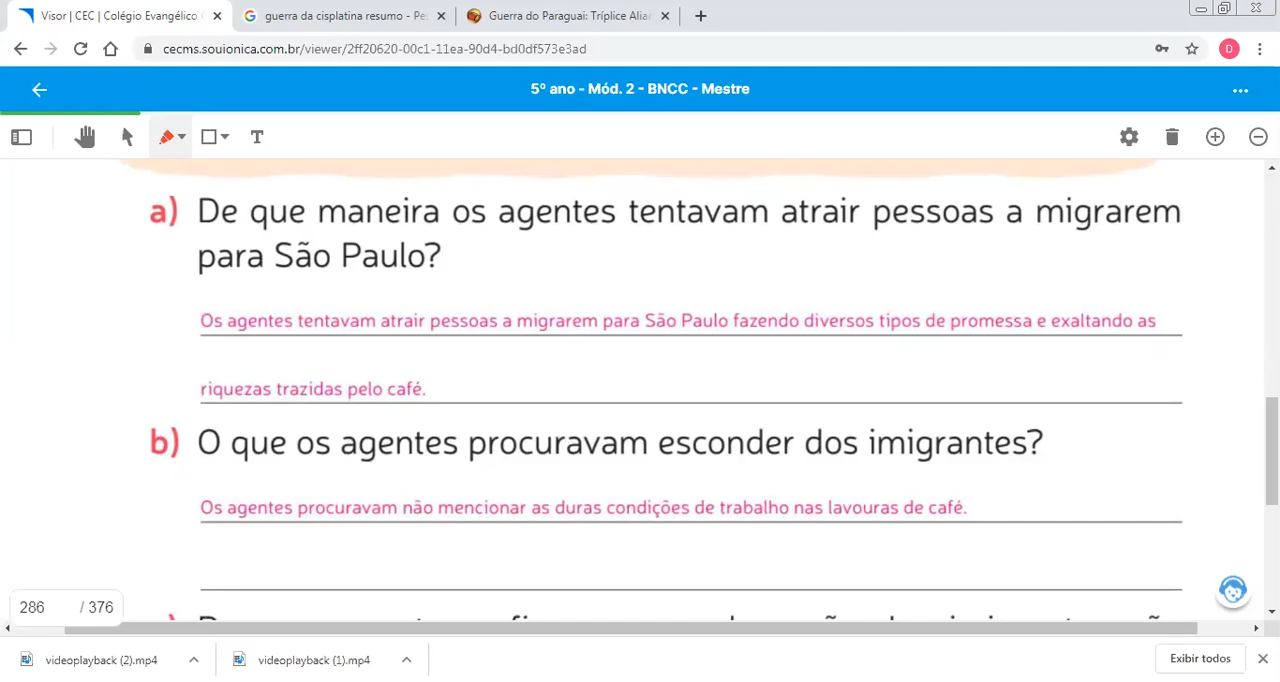 Visor | CEC | Colégio Evangélico
guerra da cisplatina resumo - Pe
Guerra do Paraguai: Tríplice Alia
cecms.souionica.com.br/viewer/2ff20620-00c1-11ea-90d4-bd0df573e3ad
D
5º ano - Mód. 2 - BNCC - Mestre
T
a) De que maneira os agentes tentavam atrair pessoas a migrarem
para São Paulo?
Os agentes tentavam atrair pessoas a migrarem para São Paulo fazendo diversos tipos de promessa e exaltando as
riquezas trazidas pelo café.
b) O que os agentes procuravam esconder dos imigrantes?
Os agentes procuravam não mencionar as duras condições de trabalho nas lavouras de café.
286 / 376
videoplayback (2).mp4
videoplayback (1).mp4
Exibir todos